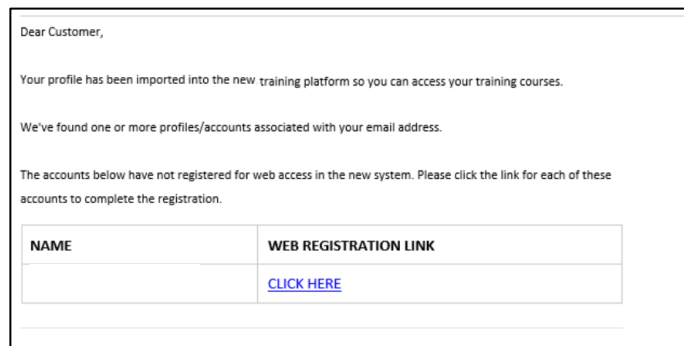 Dear Customer,
Your profile has been imported into the new training platform so you can access your training courses.
We've found one or more profiles/accounts associated with your email address.
The accounts below have not registered for web access in the new system. Please click the link for each of these
accounts to complete the registration.
NAME WEB REGISTRATION LINK
CLICK HERE